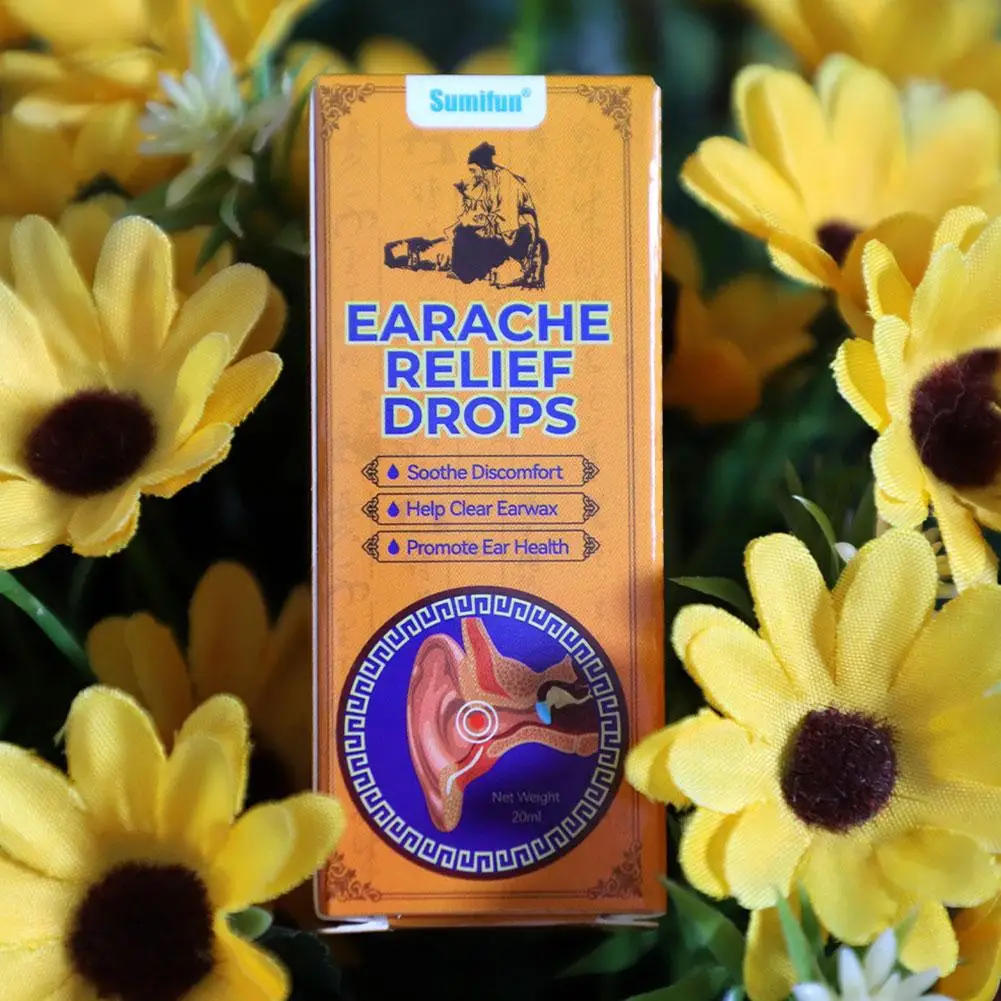 Sumifun®
EARACHE
RELIEF
DROPS
Soothe Discomfort
Help Clear Earwax
Promote Ear Health
Net Weight
20ml